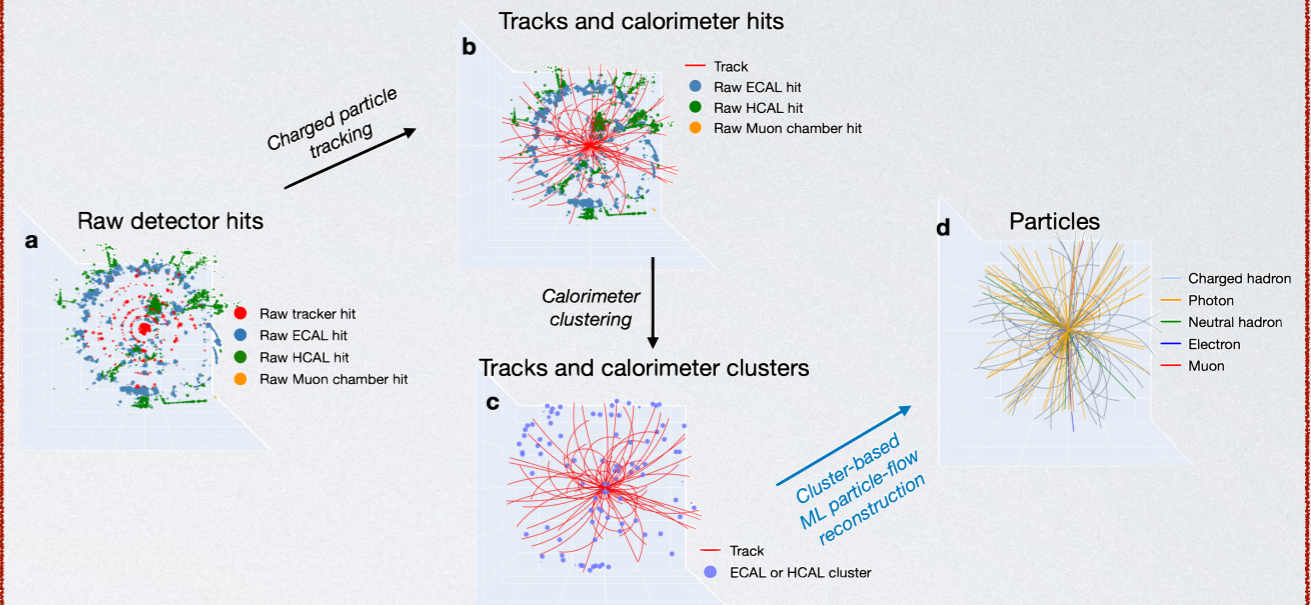 Tracks and calorimeter hits
b
Track
Raw ECAL hit
Raw HCAL hit
Raw Muon chamber hit
Charged particle
tracking
Raw detector hits
a
Raw tracker hit
Raw ECAL hit
Raw HCAL hit
Raw Muon chamber hit
Calorimeter
clustering
Tracks and calorimeter clusters
c
Track
ECAL or HCAL cluster
Cluster-based
ML particle-flow
reconstruction
Particles
d
Charged hadron
Photon
Neutral hadron
Electron
Muon